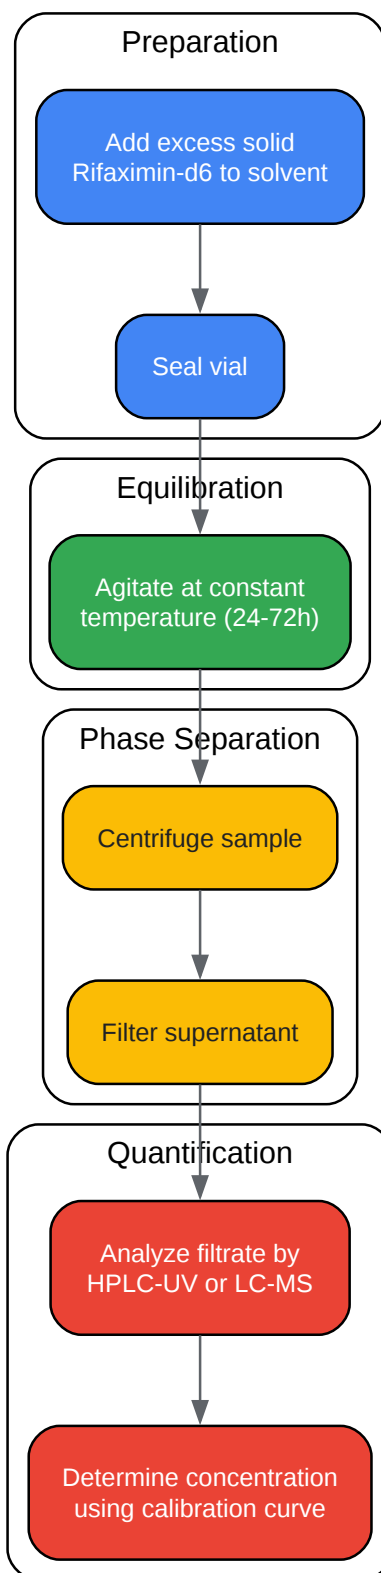 Preparation
Add excess solid
Rifaximin-d6 to solvent
Seal vial
Equilibration
Agitate at constant
temperature (24-72h)
Phase Separation
Centrifuge sample
Filter supernatant
Quantification
Analyze filtrate by
HPLC-UV or LC-MS
Determine concentration
using calibration curve